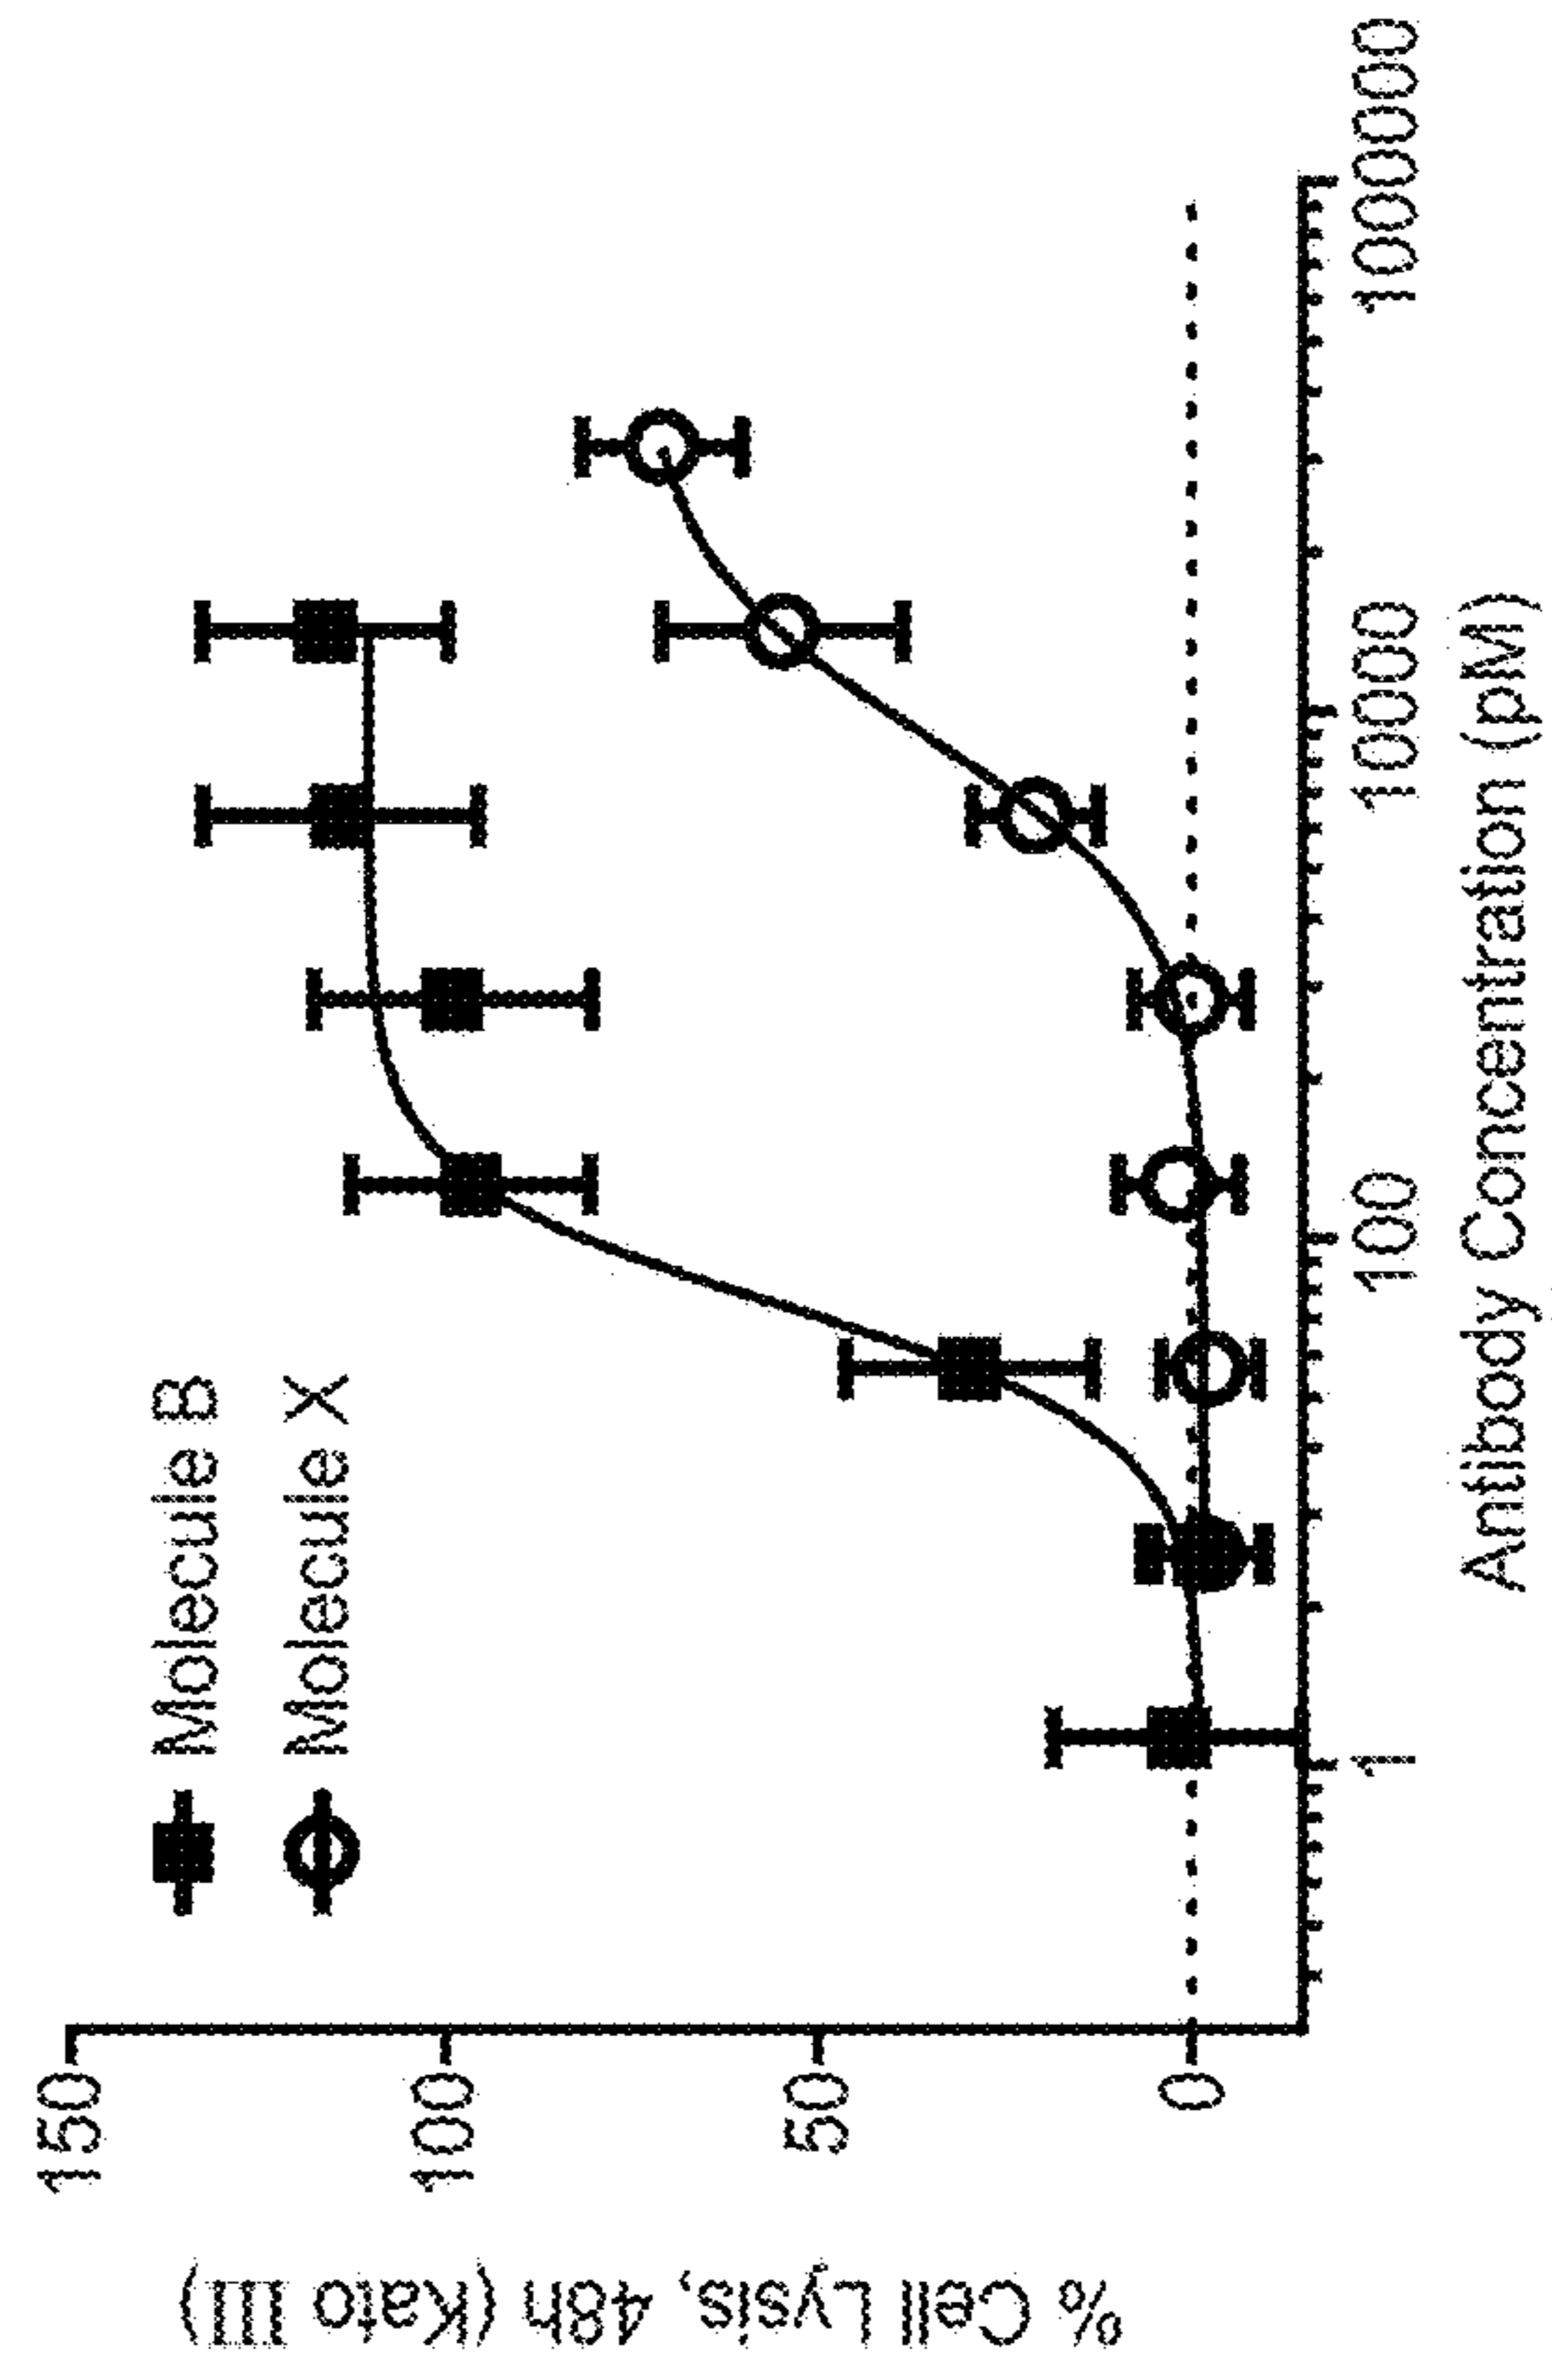 Molecule B
Molecule X
% Cell Lysis, 48h (Kato III)
150
100
50
0
1
100
10000
1000000
Antibody Concentration (pM)